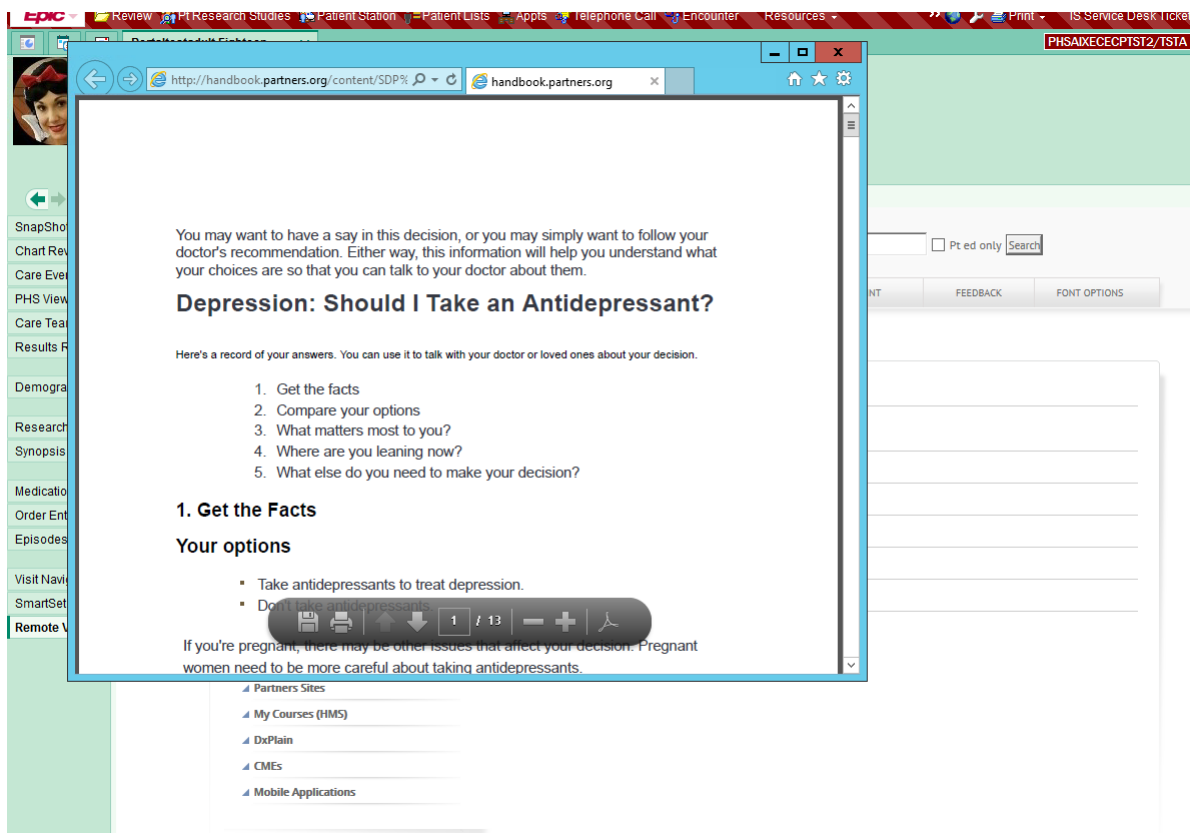 Epic Review Pt Research Studies Patient Station Patient Lists Appts Telephone Call Encounter Resources Print IS Service Desk Ticket
Portaltestadult Eighteen
PHSAIXECECPTST2/TSTA
http://handbook.partners.org/content/SDP%
handbook.partners.org
SnapShot
Chart Rev
Care Ever
PHS View
Care Tear
Results R
Demogra
Research
Synopsis
Medicatio
Order Ent
Episodes
Visit Navi
SmartSet
Remote V
Pt ed only Search
NT FEEDBACK FONT OPTIONS
You may want to have a say in this decision, or you may simply want to follow your
doctor's recommendation. Either way, this information will help you understand what
your choices are so that you can talk to your doctor about them.
Depression: Should I Take an Antidepressant?
Here's a record of your answers. You can use it to talk with your doctor or loved ones about your decision.
1. Get the facts
2. Compare your options
3. What matters most to you?
4. Where are you leaning now?
5. What else do you need to make your decision?
1. Get the Facts
Your options
Take antidepressants to treat depression.
Don't take antidepressants.
1 / 13
If you're pregnant, there may be other issues that affect your decision. Pregnant
women need to be more careful about taking antidepressants.
Partners Sites
My Courses (HMS)
DxPlain
CMEs
Mobile Applications